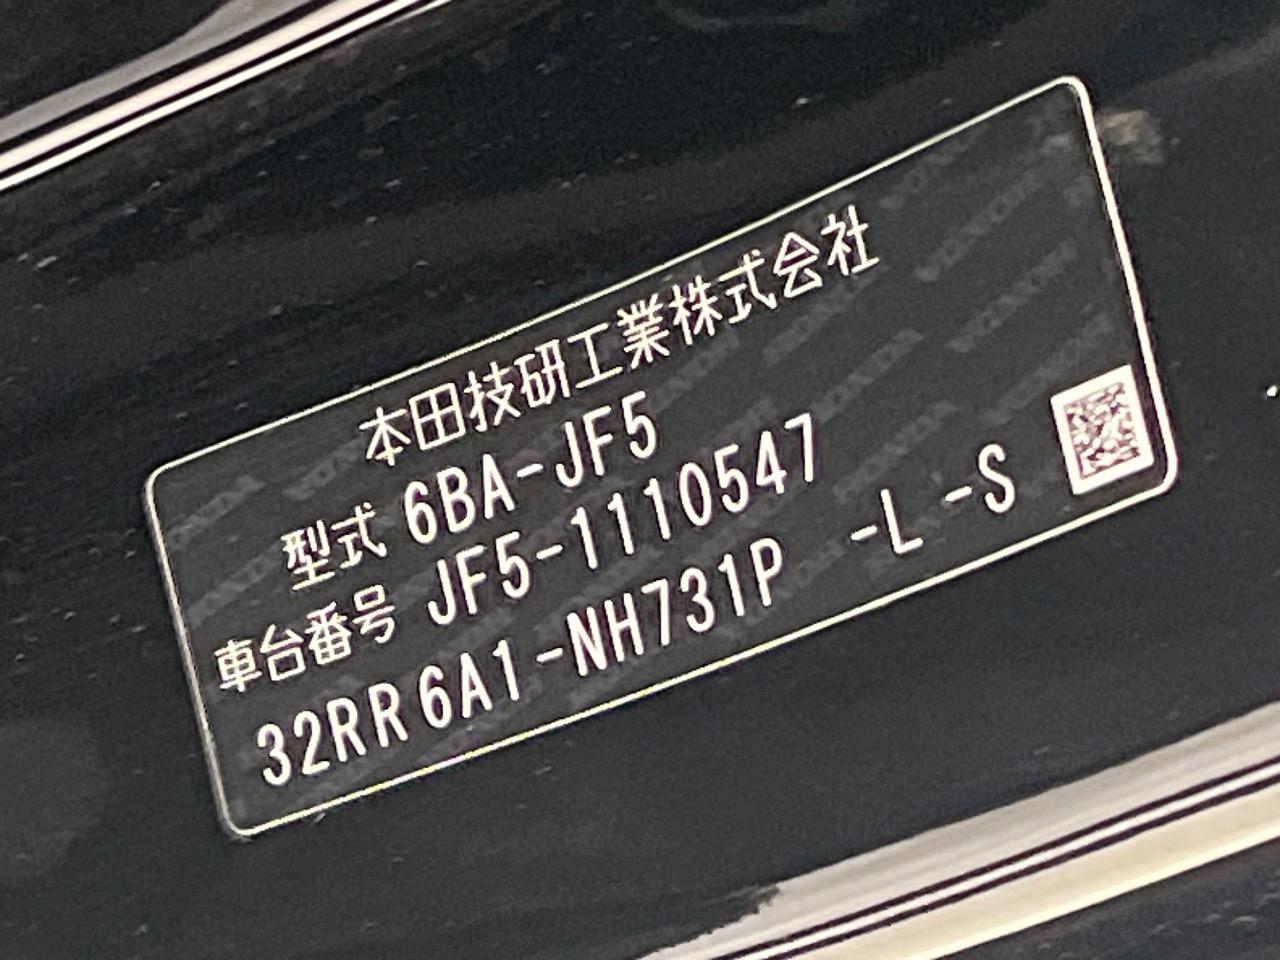 本田技研工業株式会社
型式 6BA-JF5
車台番号 JF5-1110547
32RR6A1-NH731P -L -S